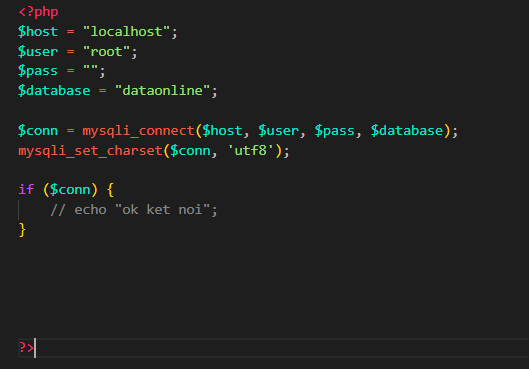 <?php
$host = "localhost";
$user = "root";
$pass = "";
$database = "dataonline";
$conn = mysqli_connect($host, $user, $pass, $database);
mysqli_set_charset($conn, 'utf8');
if ($conn) {
// echo "ok ket noi";
}
?>